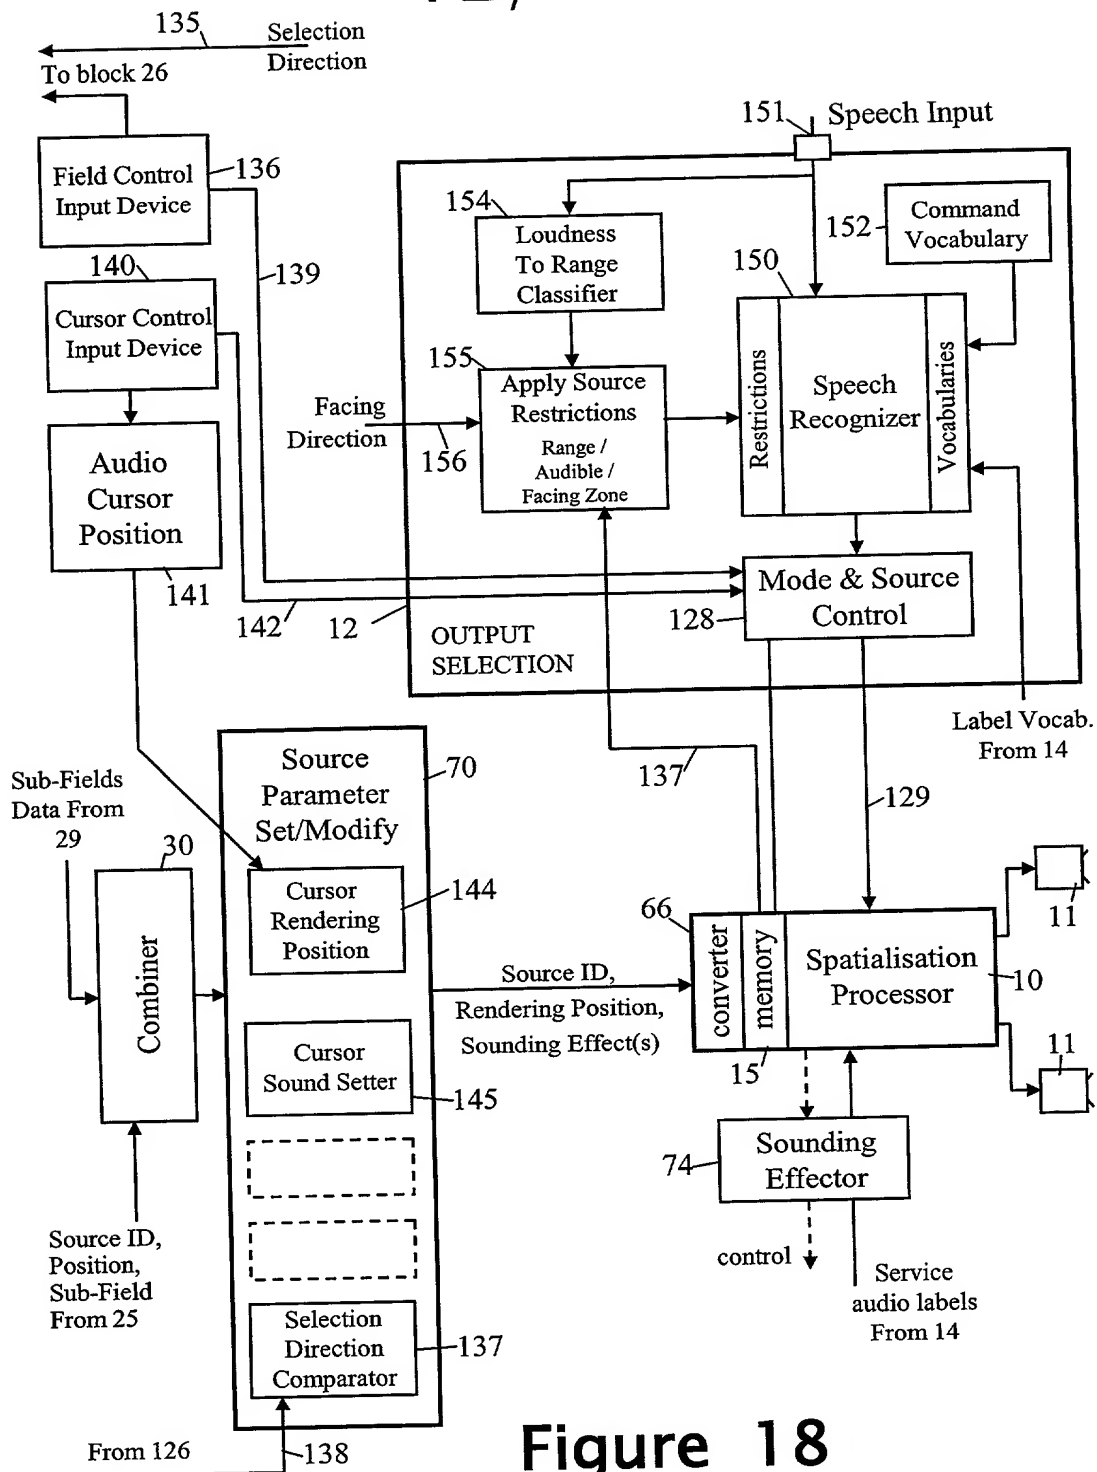 135
Selection
Direction
To block 26
Field Control
Input Device
136
139
140
Cursor Control
Input Device
Audio
Cursor
Position
141
142
12
151
Speech Input
154
Loudness
To Range
Classifier
152
Command
Vocabulary
150
155
Apply Source
Restrictions
Range /
Audible /
Facing Zone
Facing
Direction
156
Restrictions
Speech
Recognizer
Vocabularies
Mode & Source
Control
128
OUTPUT
SELECTION
Label Vocab.
From 14
137
129
Sub-Fields
Data From
29
30
Combiner
Source ID,
Position,
Sub-Field
From 25
Source
Parameter
Set/Modify
70
Cursor
Rendering
Position
144
Cursor
Sound Setter
145
Selection
Direction
Comparator
137
From 126
138
Source ID,
Rendering Position,
Sounding Effect(s)
66
converter
memory
Spatialisation
Processor
10
15
11
11
74
Sounding
Effector
control
Service
audio labels
From 14
Figure 18